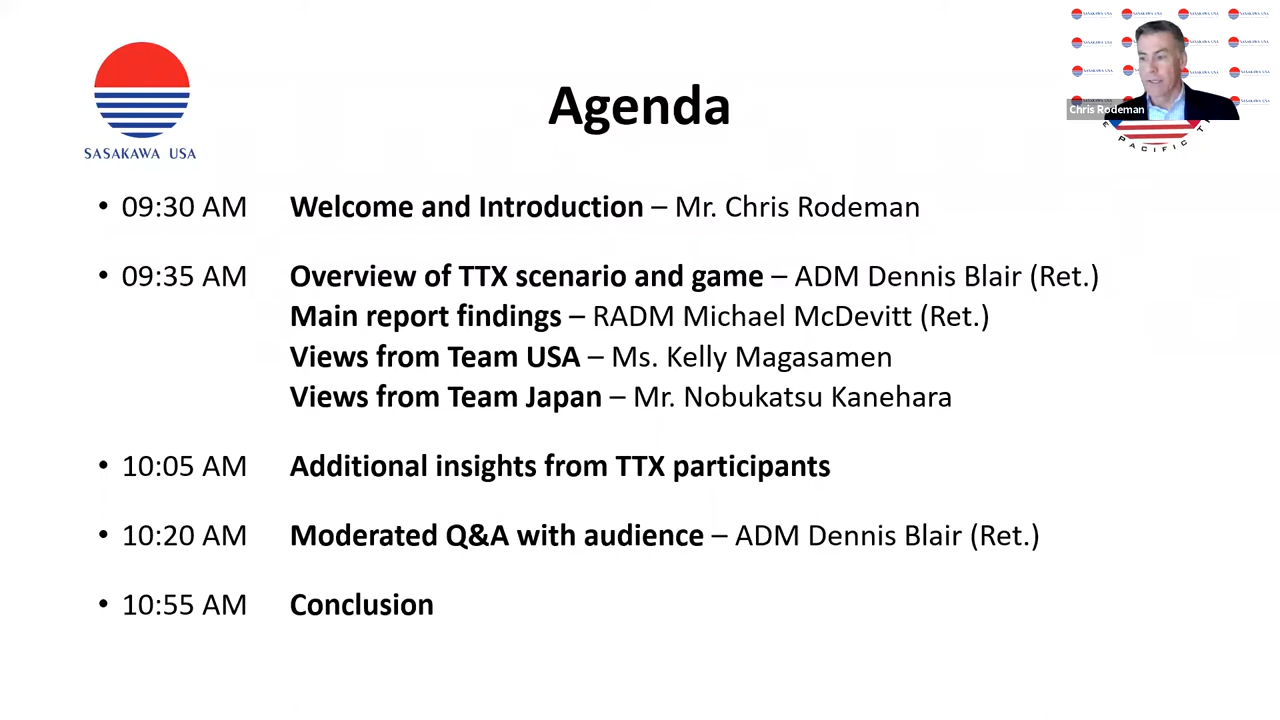 Agenda
SASAKAWA USA
Chris Rodeman
PACIFIC
• 09:30 AM Welcome and Introduction – Mr. Chris Rodeman
• 09:35 AM Overview of TTX scenario and game – ADM Dennis Blair (Ret.)
Main report findings – RADM Michael McDevitt (Ret.)
Views from Team USA – Ms. Kelly Magasamen
Views from Team Japan – Mr. Nobukatsu Kanehara
• 10:05 AM Additional insights from TTX participants
• 10:20 AM Moderated Q&A with audience – ADM Dennis Blair (Ret.)
• 10:55 AM Conclusion